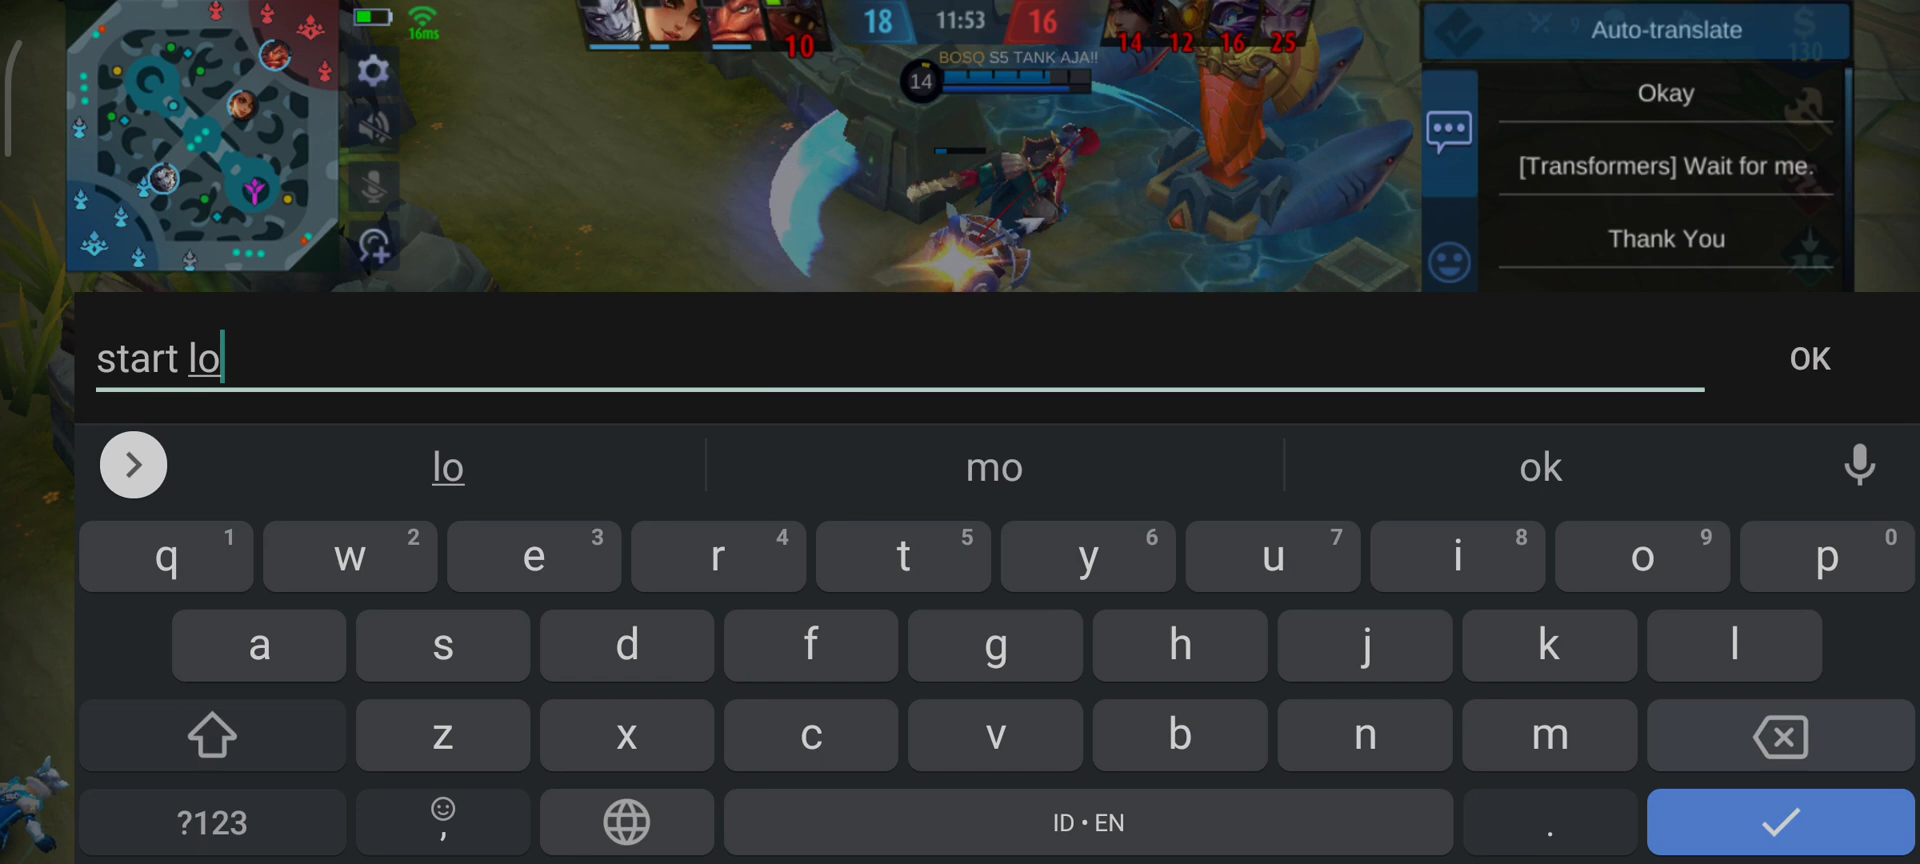 16ms
10
18
11:53
16
14
12
16
25
BOSQ S5 TANK AJA!!
14
9
130
Auto-translate
Okay
[Transformers] Wait for me.
Thank You
start lo
OK
lo
mo
ok
q 1 w 2 e 3 r 4 t 5 y 6 u 7 i 8 o 9 p 0
a s d f g h j k l
z x c v b n m
?123 , ID • EN .